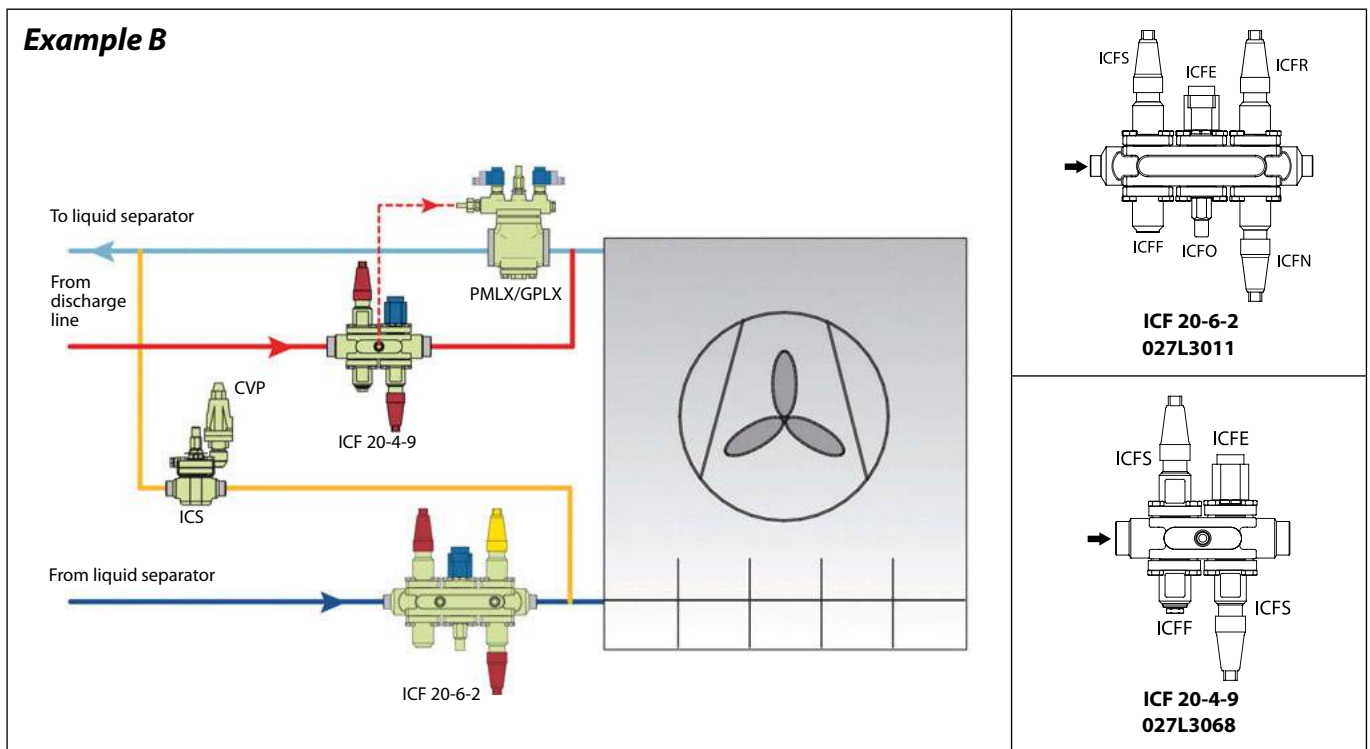 Example B
To liquid separator
From
discharge
line
PMLX/GPLX
CVP
ICF 20-4-9
ICS
From liquid separator
ICF 20-6-2
ICFS
ICFE
ICFR
ICFF
ICFO
ICFN
ICF 20-6-2
027L3011
ICFS
ICFE
ICFF
ICFS
ICF 20-4-9
027L3068